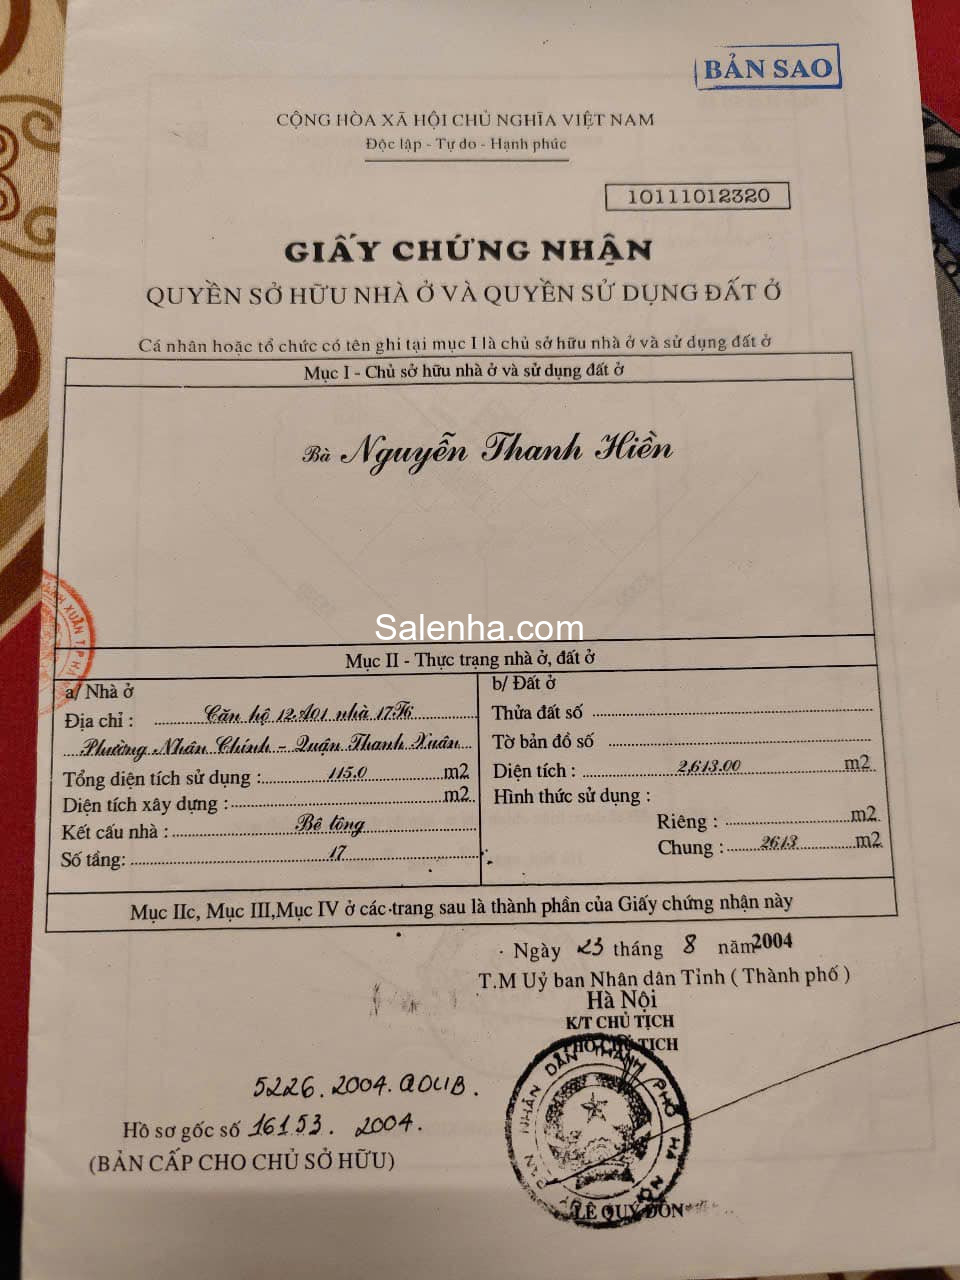 BẢN SAO
CỘNG HÒA XÃ HỘI CHỦ NGHĨA VIỆT NAM
Độc lập - Tự do - Hạnh phúc
10111012320
GIẤY CHỨNG NHẬN
QUYỀN SỞ HỮU NHÀ Ở VÀ QUYỀN SỬ DỤNG ĐẤT Ở
Cá nhân hoặc tổ chức có tên ghi tại mục I là chủ sở hữu nhà ở và sử dụng đất ở
Mục I - Chủ sở hữu nhà ở và sử dụng đất ở
Bà Nguyễn Thanh Hiền
Salenha.com
Mục II - Thực trạng nhà ở, đất ở
a/ Nhà ở
Địa chỉ : Căn hộ 12.A01 nhà 17T6
Phường Nhân Chính - Quận Thanh Xuân
Tổng diện tích sử dụng : 115.0 m2
Diện tích xây dựng : m2
Kết cấu nhà : Bê tông
Số tầng: 17
b/ Đất ở
Thửa đất số
Tờ bản đồ số
Diện tích : 2,613.00 m2
Hình thức sử dụng :
Riêng : m2
Chung : 2613 m2
Mục IIc, Mục III,Mục IV ở các trang sau là thành phần của Giấy chứng nhận này
Ngày 23 tháng 8 năm 2004
T.M Uỷ ban Nhân dân Tỉnh ( Thành phố )
Hà Nội
K/T CHỦ TỊCH
PHÓ CHỦ TỊCH
5226.2004.QĐUB.
Hồ sơ gốc số 16153. 2004.
(BẢN CẤP CHO CHỦ SỞ HỮU)
NHÂN DÂN THÀNH PHỐ HÀ NỘI
LÊ QUÝ ĐÔN